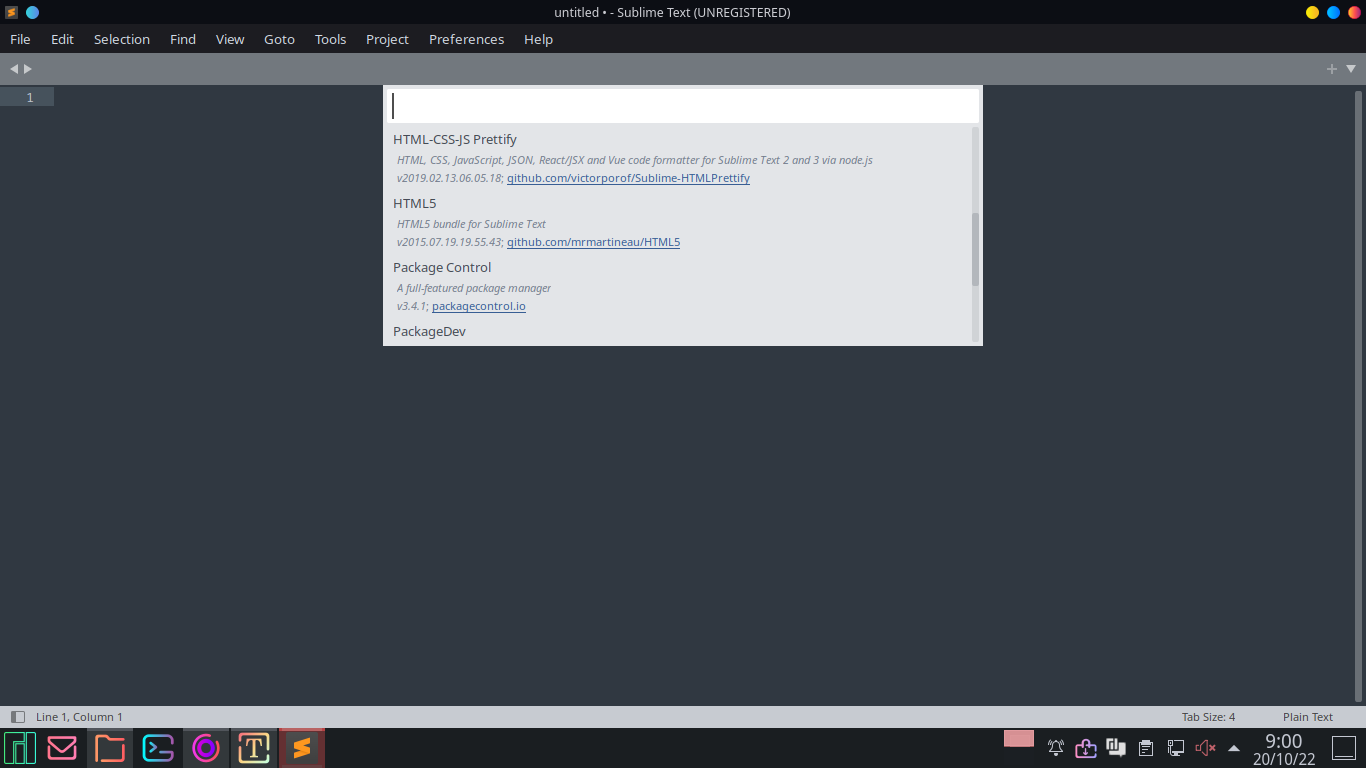 untitled • - Sublime Text (UNREGISTERED)
File Edit Selection Find View Goto Tools Project Preferences Help
1
HTML-CSS-JS Prettify
HTML, CSS, JavaScript, JSON, React/JSX and Vue code formatter for Sublime Text 2 and 3 via node.js
v2019.02.13.06.05.18; github.com/victorporof/Sublime-HTMLPrettify
HTML5
HTML5 bundle for Sublime Text
v2015.07.19.19.55.43; github.com/mrmartineau/HTML5
Package Control
A full-featured package manager
v3.4.1; packagecontrol.io
PackageDev
Line 1, Column 1 Tab Size: 4 Plain Text
T
9:00
20/10/22